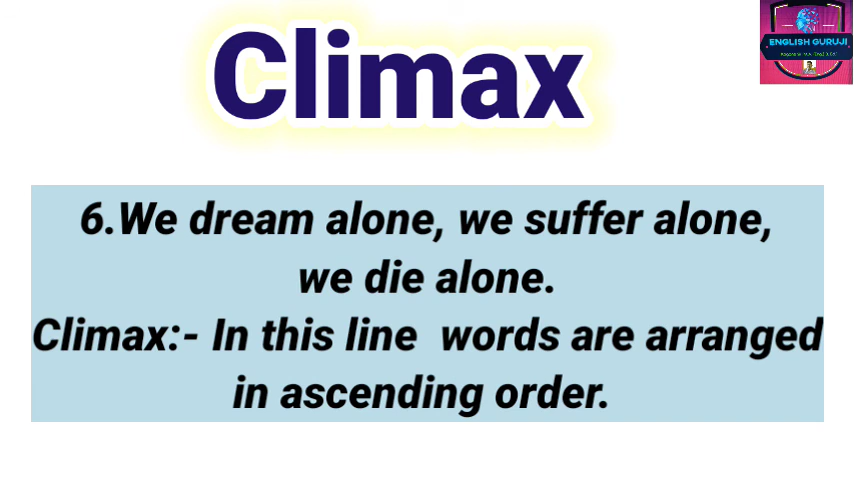 Climax
ENGLISH GURUJI
6.We dream alone, we suffer alone,
we die alone.
Climax:- In this line words are arranged
in ascending order.